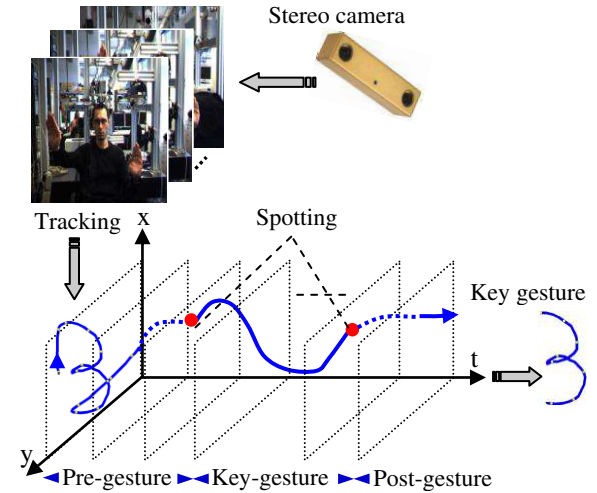 Stereo camera
Tracking
x
Spotting
Key gesture
t
y
Pre-gesture
Key-gesture
Post-gesture